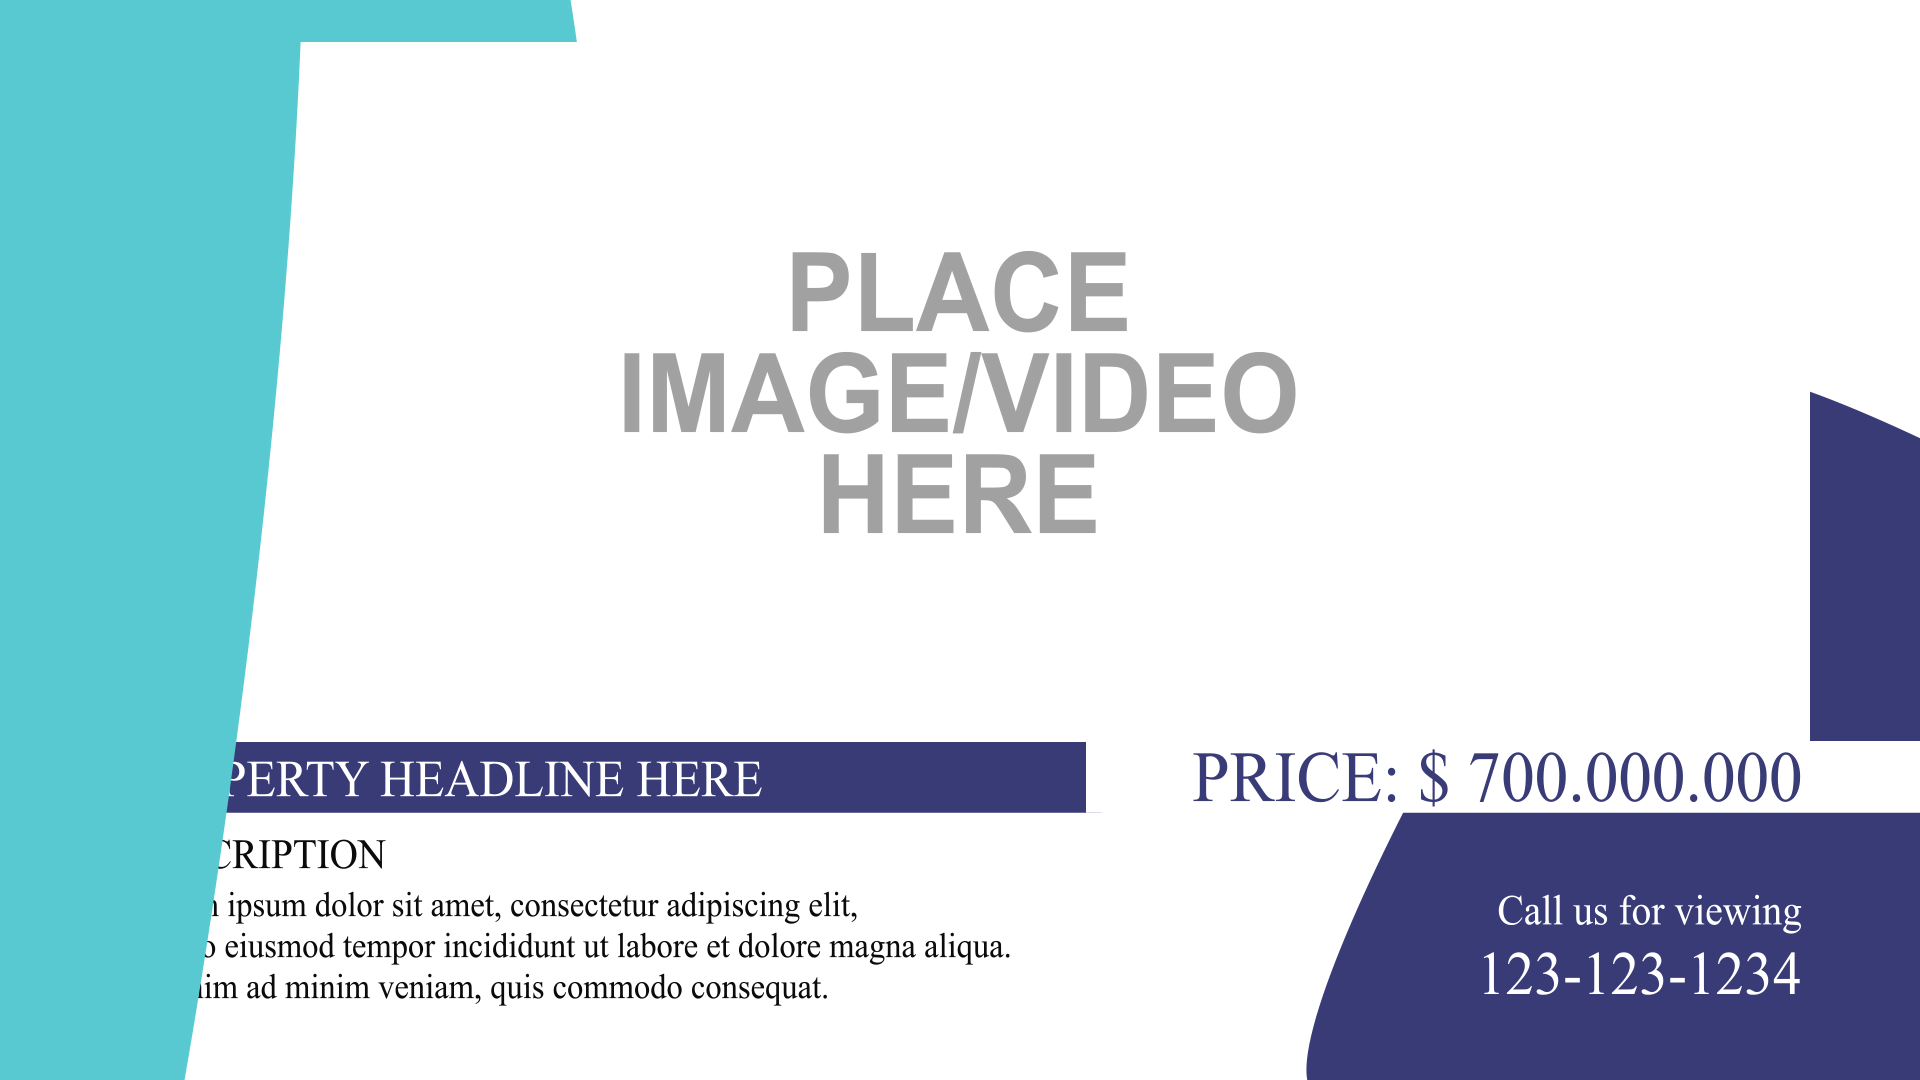 PLACE
IMAGE/VIDEO
HERE
PERTY HEADLINE HERE
PRICE: $ 700.000.000
CRIPTION
ipsum dolor sit amet, consectetur adipiscing elit,
o eiusmod tempor incididunt ut labore et dolore magna aliqua.
im ad minim veniam, quis commodo consequat.
Call us for viewing
123-123-1234